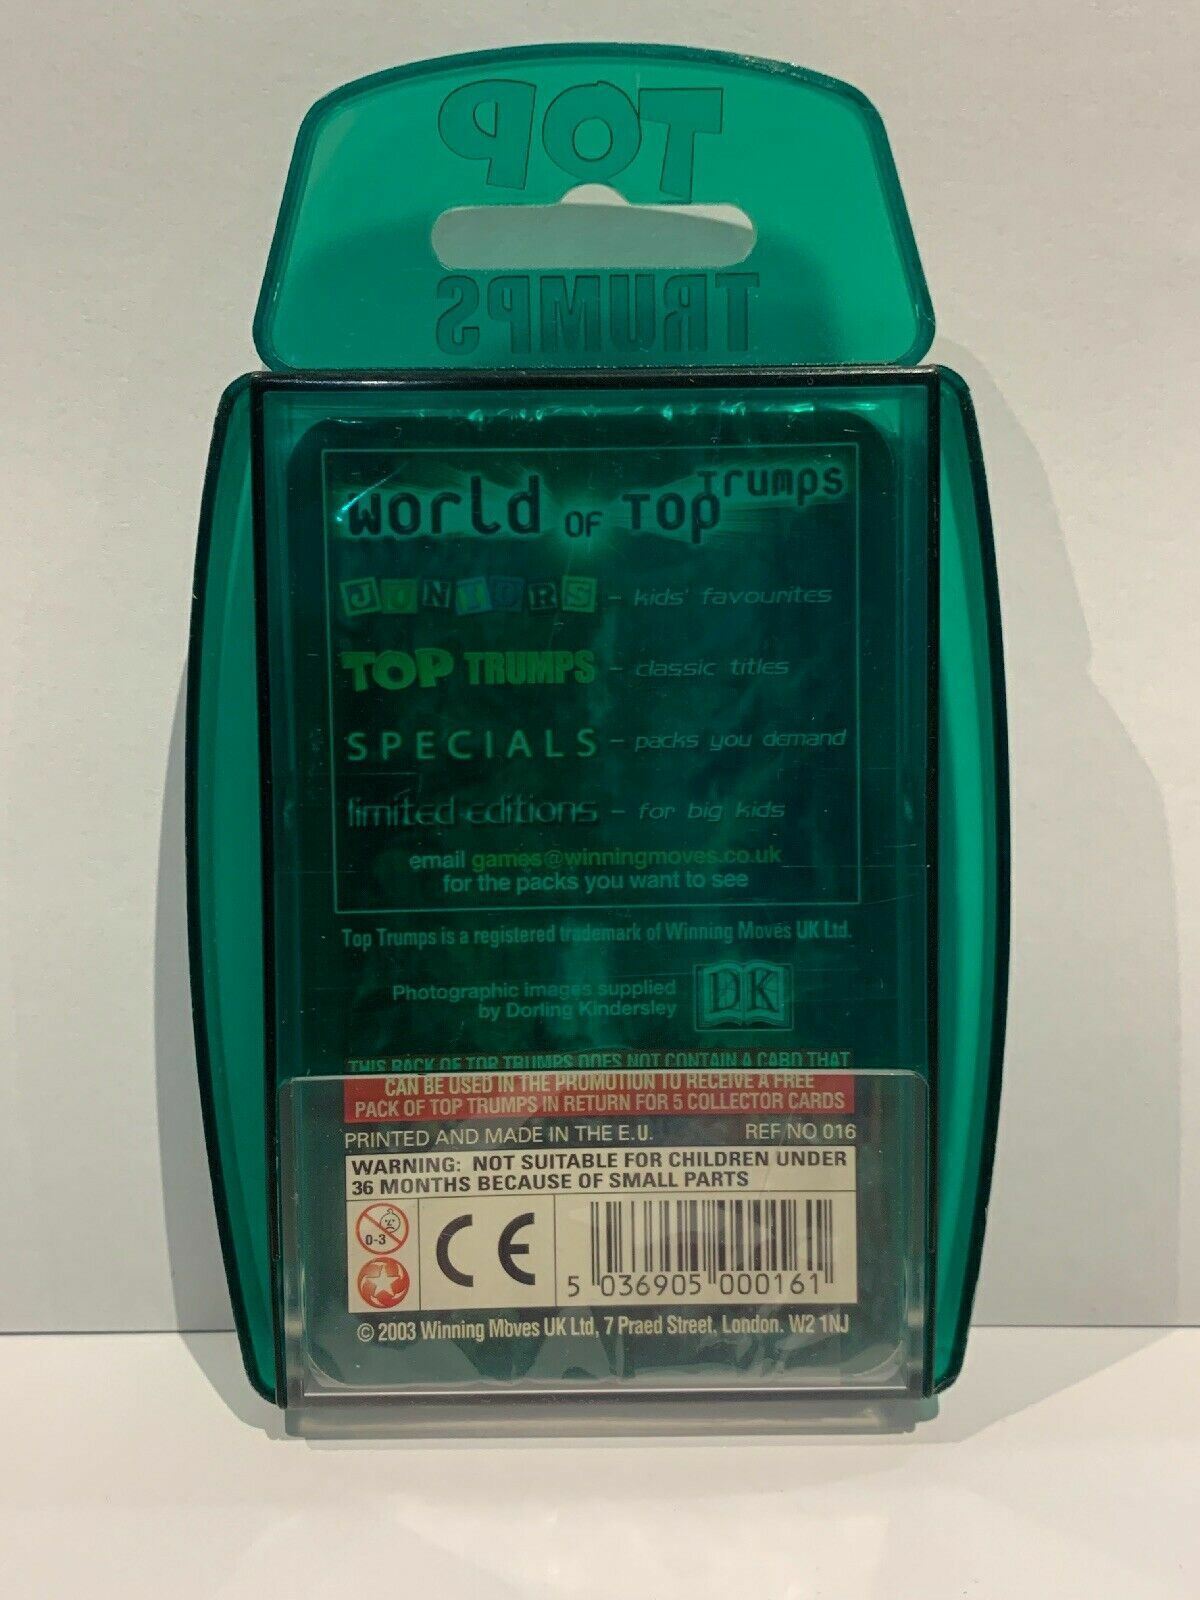 TOP
TRUMPS
World OF TOP Trumps
JUNIORS - kids' favourites
TOP TRUMPS - classic titles
SPECIALS - packs you demand
limited editions - for big kids
email games@winningmoves.co.uk
for the packs you want to see
Top Trumps is a registered trademark of Winning Moves UK Ltd.
Photographic images supplied
by Dorling Kindersley
DK
THIS PACK OF TOP TRUMPS DOES NOT CONTAIN A CARD THAT
CAN BE USED IN THE PROMOTION TO RECEIVE A FREE
PACK OF TOP TRUMPS IN RETURN FOR 5 COLLECTOR CARDS
PRINTED AND MADE IN THE E.U. REF NO 016
WARNING: NOT SUITABLE FOR CHILDREN UNDER
36 MONTHS BECAUSE OF SMALL PARTS
0-3
CE
5 036905 000161
© 2003 Winning Moves UK Ltd, 7 Praed Street, London. W2 1NJ